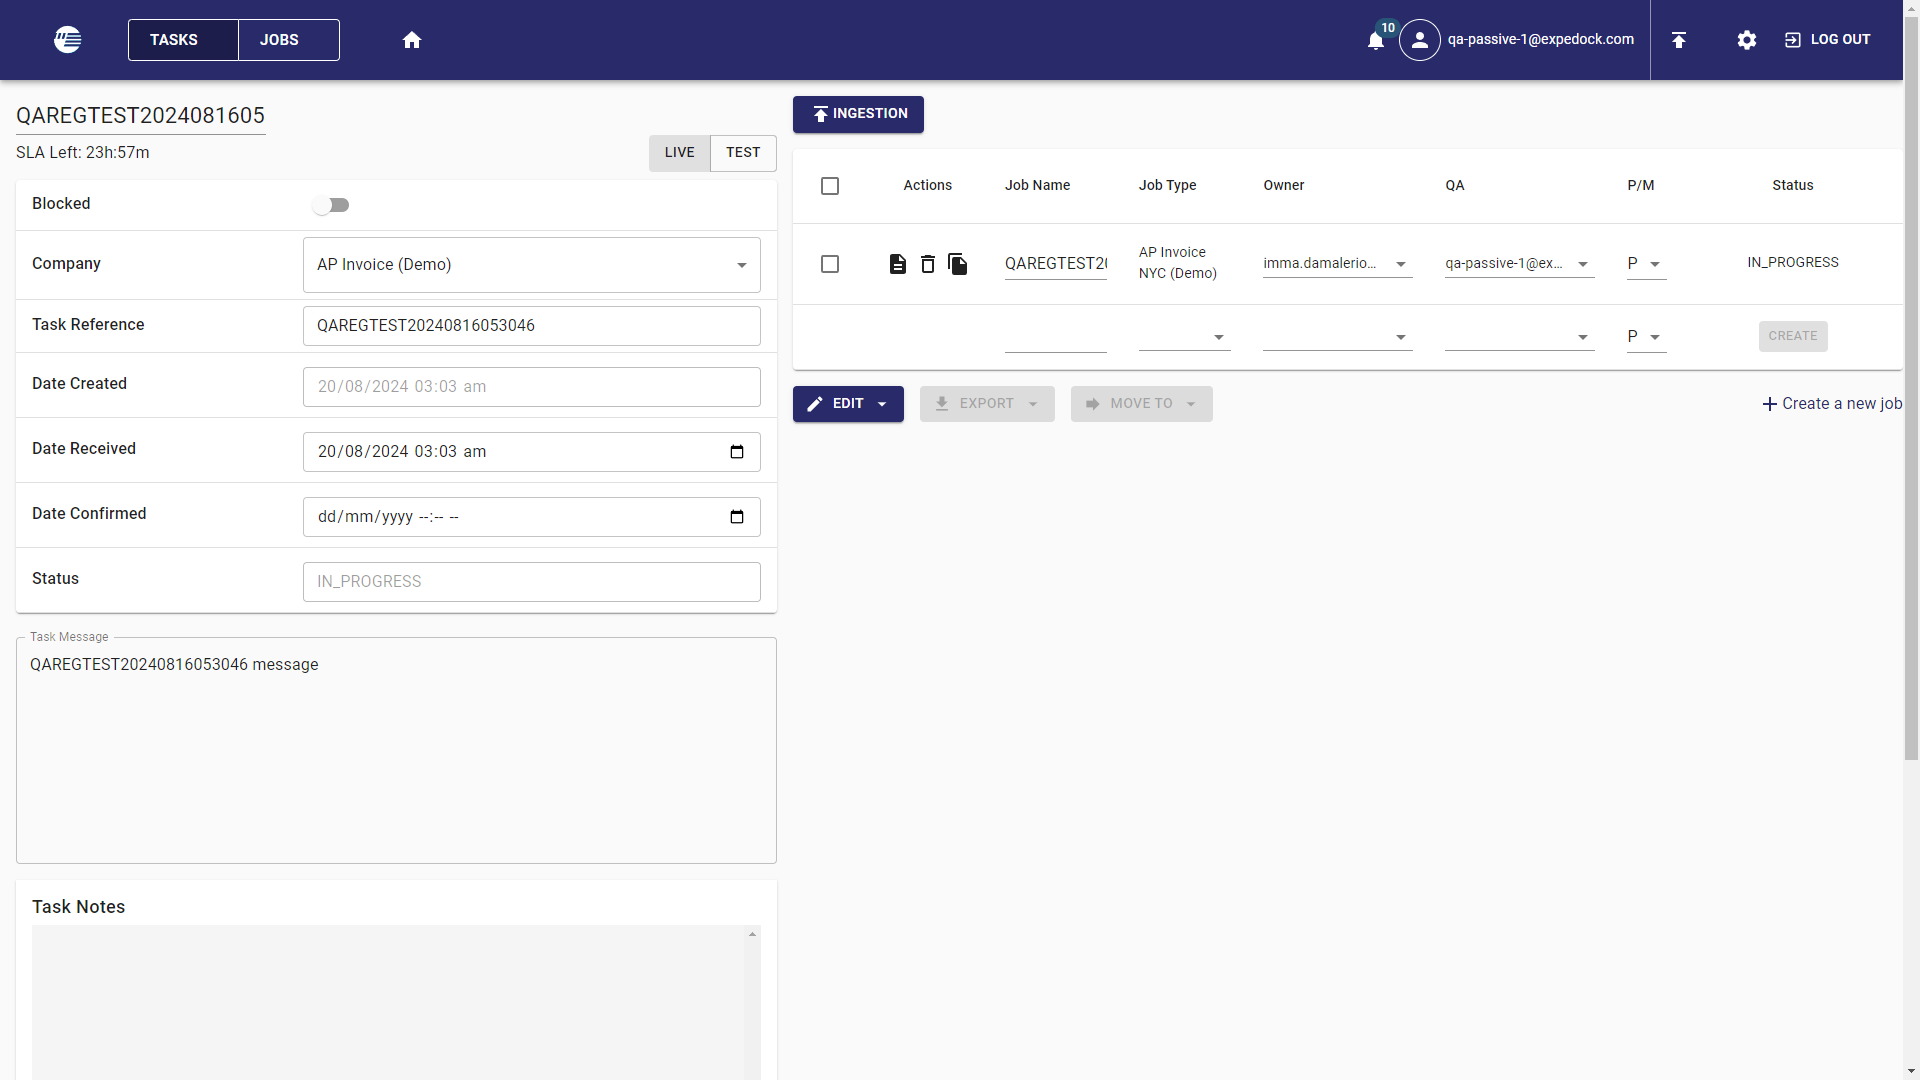 TASKS
JOBS
10
qa-passive-1@expedock.com
LOG OUT
QAREGTEST2024081605
SLA Left: 23h:57m
LIVE
TEST
Blocked
Company
AP Invoice (Demo)
Task Reference
QAREGTEST20240816053046
Date Created
20/08/2024 03:03 am
Date Received
20/08/2024 03:03 am
Date Confirmed
dd/mm/yyyy --:-- --
Status
IN_PROGRESS
Task Message
QAREGTEST20240816053046 message
Task Notes
INGESTION
Actions
Job Name
Job Type
Owner
QA
P/M
Status
QAREGTEST2(
AP Invoice
NYC (Demo)
imma.damalerio...
qa-passive-1@ex...
P
IN_PROGRESS
P
CREATE
EDIT
EXPORT
MOVE TO
Create a new job